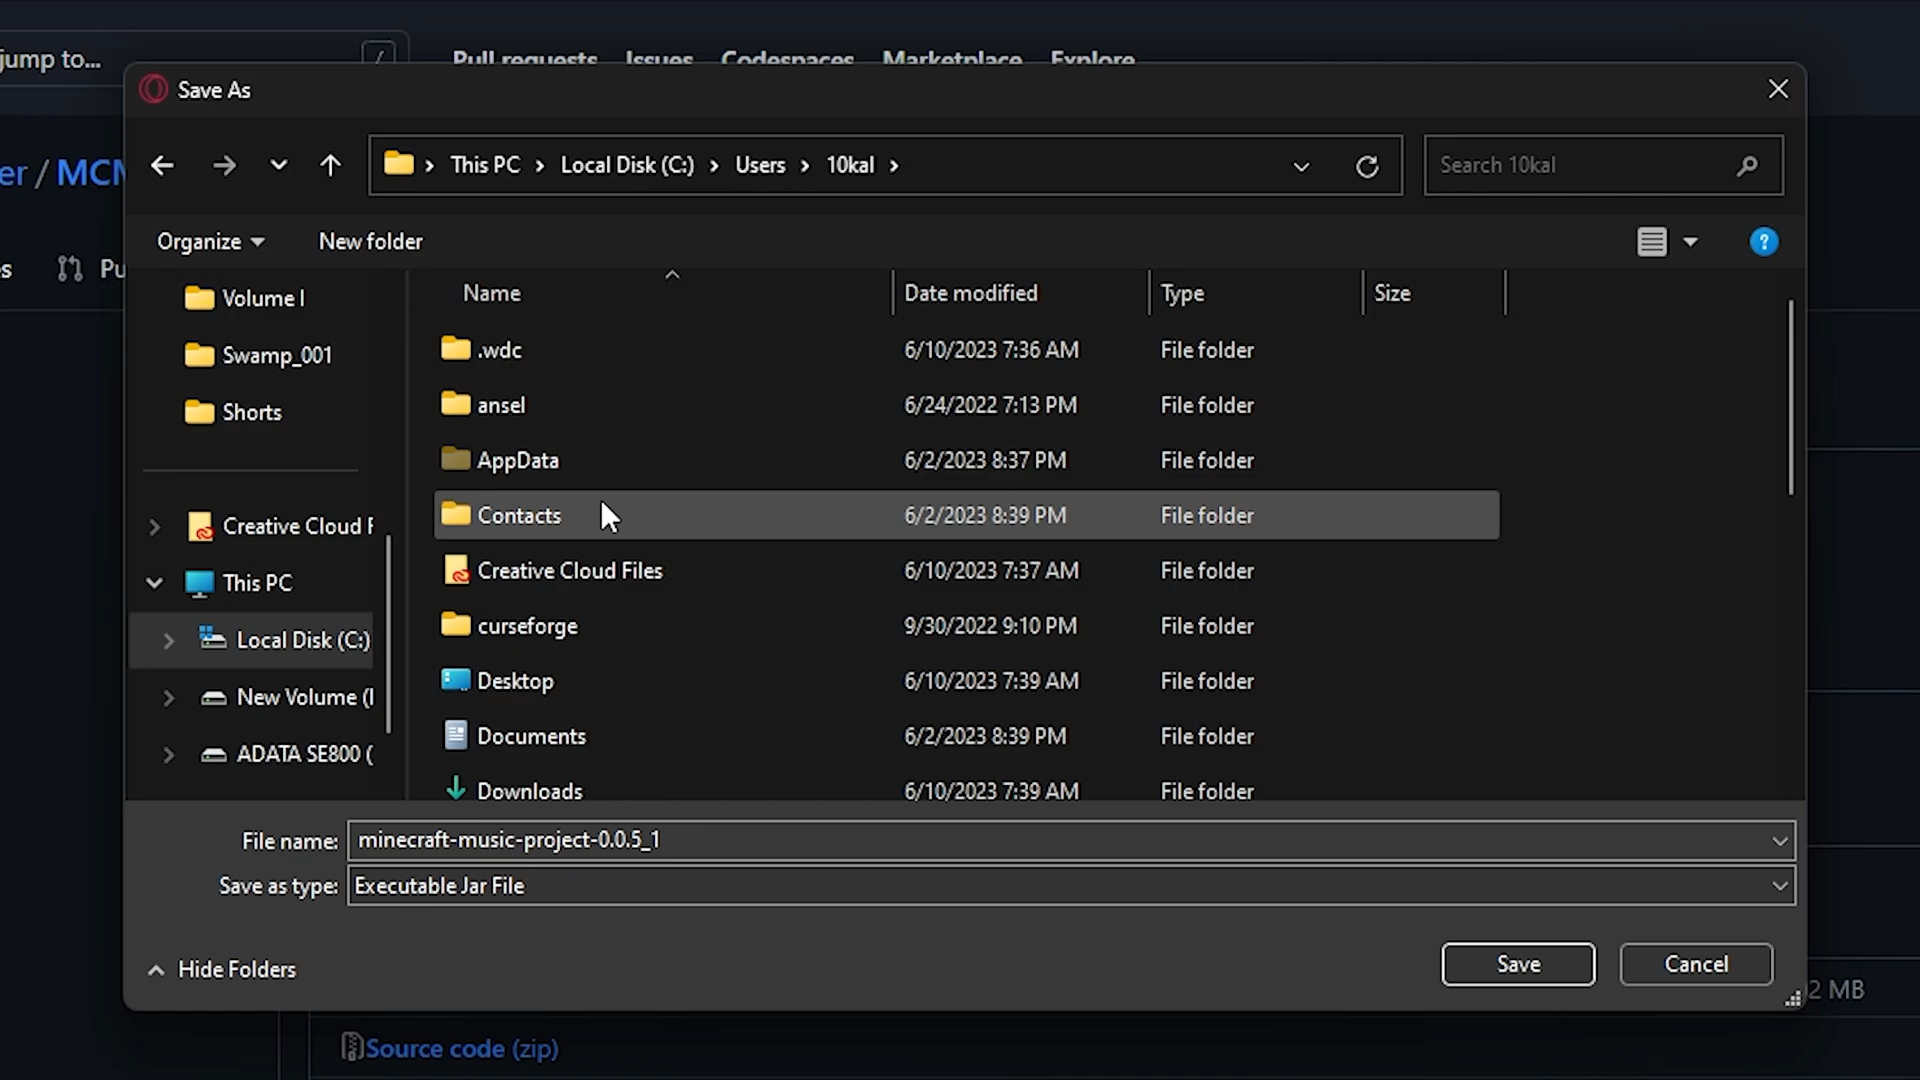 jump to... /
Pull requests Issues Codespaces Marketplace Explore
Save As
er / MCM
This PC > Local Disk (C:) > Users > 10kal >
Search 10kal
Organize New folder
?
s Pu
Name Date modified Type Size
Volume I
Swamp_001
Shorts
Creative Cloud F
This PC
Local Disk (C:)
New Volume (
ADATA SE800 (
.wdc 6/10/2023 7:36 AM File folder
ansel 6/24/2022 7:13 PM File folder
AppData 6/2/2023 8:37 PM File folder
Contacts 6/2/2023 8:39 PM File folder
Creative Cloud Files 6/10/2023 7:37 AM File folder
curseforge 9/30/2022 9:10 PM File folder
Desktop 6/10/2023 7:39 AM File folder
Documents 6/2/2023 8:39 PM File folder
Downloads 6/10/2023 7:39 AM File folder
File name: minecraft-music-project-0.0.5_1
Save as type: Executable Jar File
Hide Folders
Save Cancel
2 MB
Source code (zip)